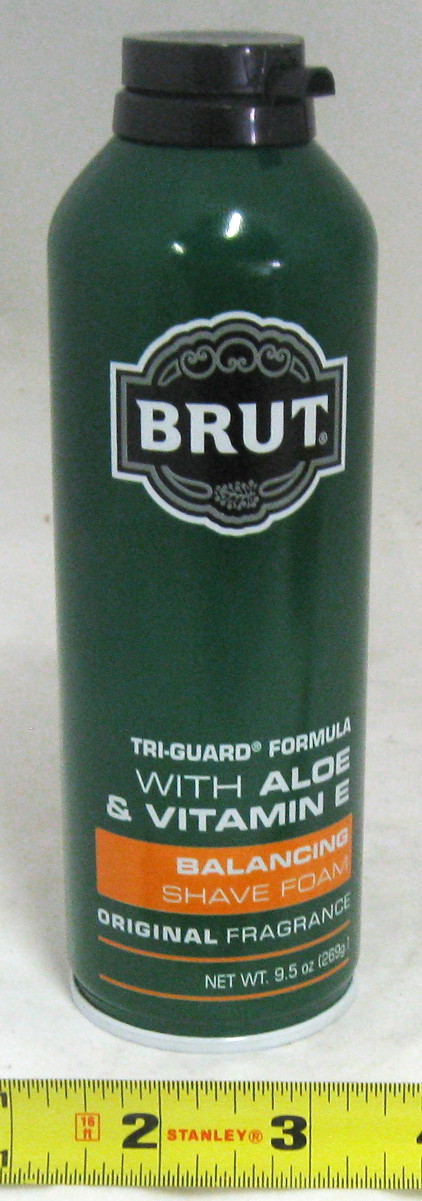 BRUT®
TRI-GUARD® FORMULA
WITH ALOE
& VITAMIN E
BALANCING
SHAVE FOAM
ORIGINAL FRAGRANCE
NET WT. 9.5 oz (269g.)
16 ft 2 STANLEY® 3 4